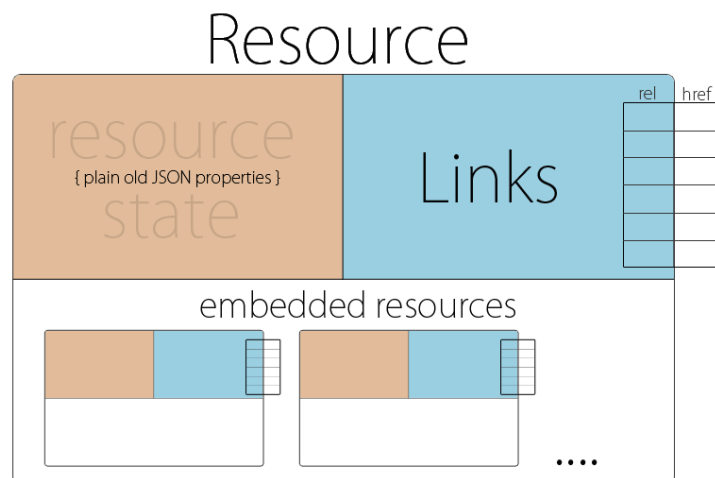 Resource
rel href
resource
{ plain old JSON properties }
state
Links
embedded resources
....